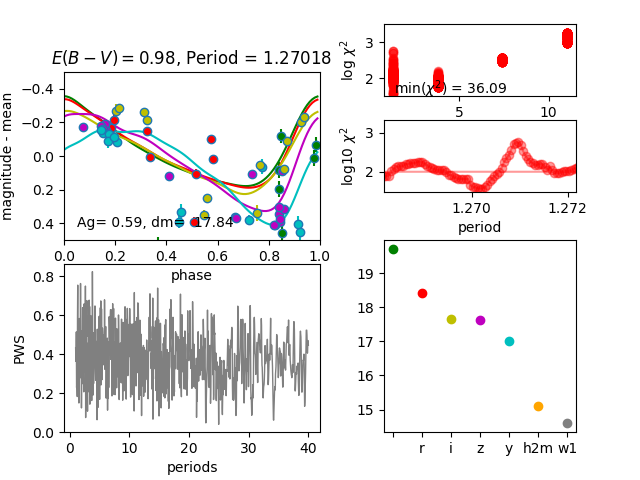 E(B − V) = 0.98, Period = 1.27018
magnitude - mean
−0.4
−0.2
0.0
0.2
0.4
Ag= 0.59, dm= 17.84
0.0 0.2 0.4 0.6 0.8 1.0
phase
log χ²
3
2
min(χ²) = 36.09
5 10
log10 χ²
3
2
1.270 1.272
period
PWS
0.8
0.6
0.4
0.2
0.0
0 10 20 30 40
periods
19
18
17
16
15
r i z y h2m w1